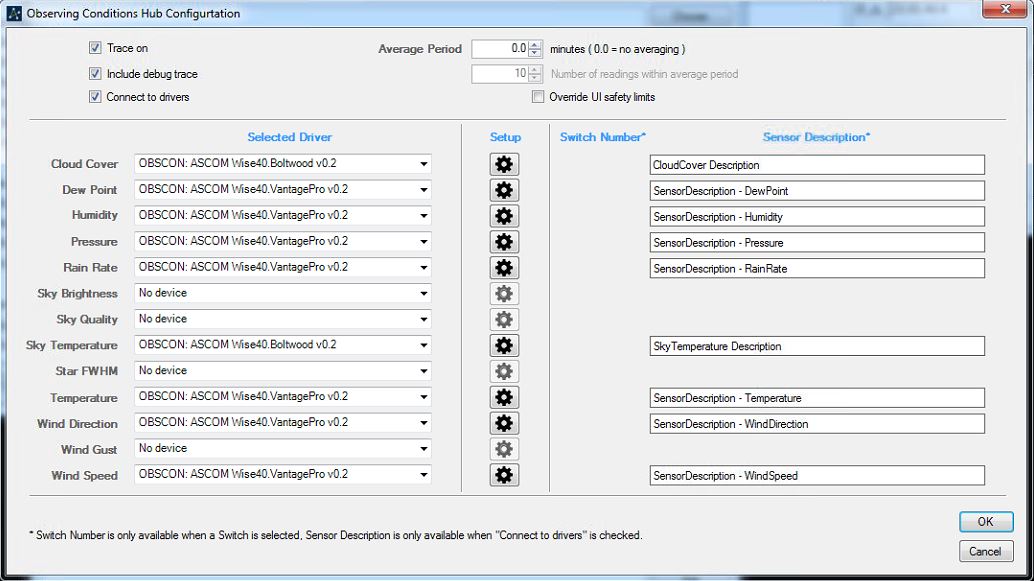 Observing Conditions Hub Configurtation
Trace on
Average Period 0.0 minutes ( 0.0 = no averaging )
Include debug trace
10 Number of readings within average period
Connect to drivers
Override UI safety limits
Selected Driver Setup Switch Number* Sensor Description*
Cloud Cover OBSCON: ASCOM Wise40.Boltwood v0.2 CloudCover Description
Dew Point OBSCON: ASCOM Wise40.VantagePro v0.2 SensorDescription - DewPoint
Humidity OBSCON: ASCOM Wise40.VantagePro v0.2 SensorDescription - Humidity
Pressure OBSCON: ASCOM Wise40.VantagePro v0.2 SensorDescription - Pressure
Rain Rate OBSCON: ASCOM Wise40.VantagePro v0.2 SensorDescription - RainRate
Sky Brightness No device
Sky Quality No device
Sky Temperature OBSCON: ASCOM Wise40.Boltwood v0.2 SkyTemperature Description
Star FWHM No device
Temperature OBSCON: ASCOM Wise40.VantagePro v0.2 SensorDescription - Temperature
Wind Direction OBSCON: ASCOM Wise40.VantagePro v0.2 SensorDescription - WindDirection
Wind Gust No device
Wind Speed OBSCON: ASCOM Wise40.VantagePro v0.2 SensorDescription - WindSpeed
OK
* Switch Number is only available when a Switch is selected, Sensor Description is only available when "Connect to drivers" is checked.
Cancel